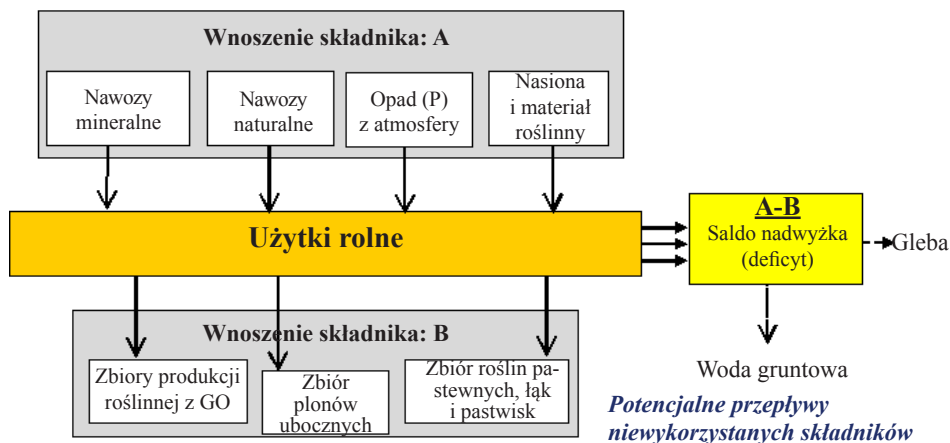 Wnoszenie składnika: A
Nawozy
mineralne
Nawozy
naturalne
Opad (P)
z atmosfery
Nasiona
i materiał
roślinny
Użytki rolne
A-B
Saldo nadwyżka
(deficyt)
Gleba
Wnoszenie składnika: B
Zbiory produkcji
roślinnej z GO
Zbiór
plonów
ubocznych
Zbiór roślin pa-
stewnych, łąk
i pastwisk
Woda gruntowa
Potencjalne przepływy
niewykorzystanych składników